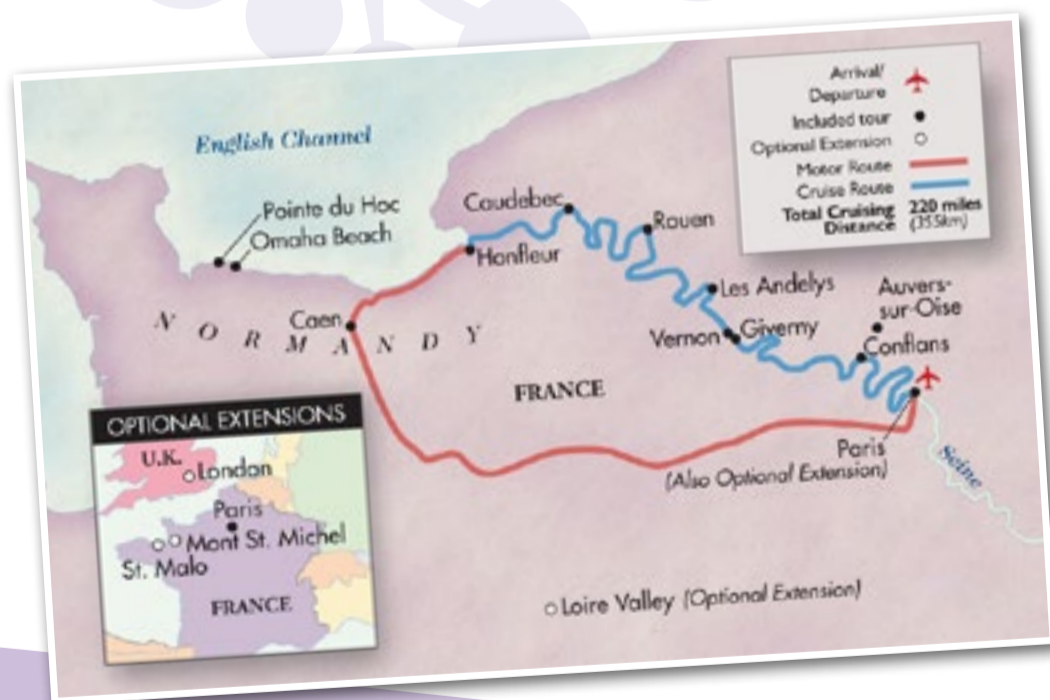 English Channel
Pointe du Hoc
Omaha Beach
Caudebec
Rouen
Honfleur
Les Andelys
Auvers-
sur-Oise
Caen
Vernon
Giverny
Conflans
NORMANDY
FRANCE
Paris
(Also Optional Extension)
Seine
Loire Valley (Optional Extension)
Arrival/
Departure
Included tour
Optional Extension
Motor Route
Cruise Route
Total Cruising 220 miles
Distance (355km)
OPTIONAL EXTENSIONS
U.K.
London
Paris
Mont St. Michel
St. Malo
FRANCE